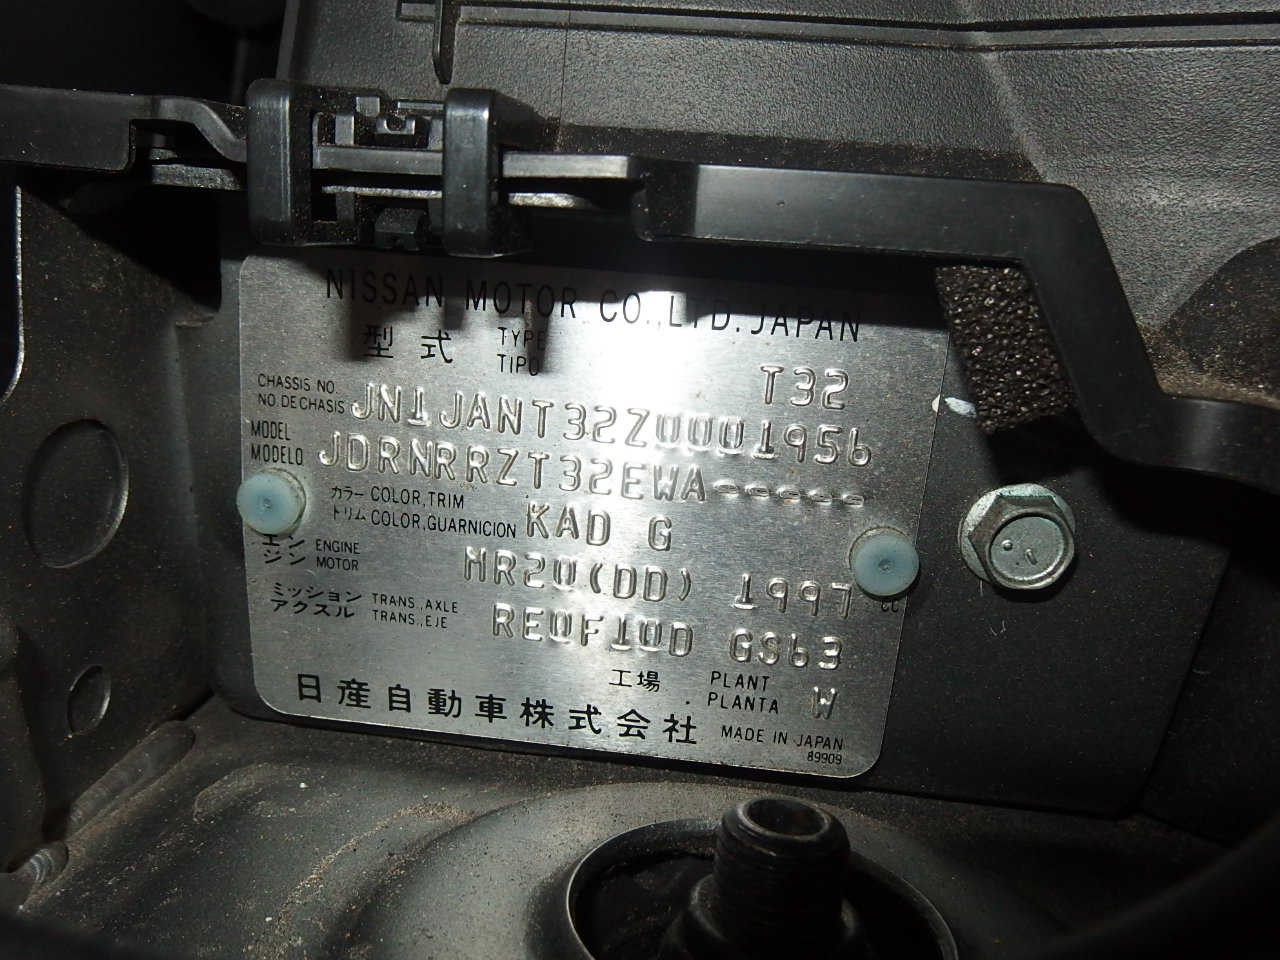 NISSAN MOTOR CO.,LTD.JAPAN
型式 TYPE TIPO T32
CHASSIS NO. NO DE CHASIS JN1JANT32Z0001956
MODEL MODELO JDRNRRZT32EWA-----
カラー COLOR,TRIM
トリム COLOR,GUARNICION KAD G
エン ENGINE
ジン MOTOR MR20(DD) 1997 CC
ミッション TRANS.,AXLE
アクスル TRANS.,EJE RE0F10D GS63
工場 PLANT PLANTA W
日産自動車株式会社 MADE IN JAPAN
89909